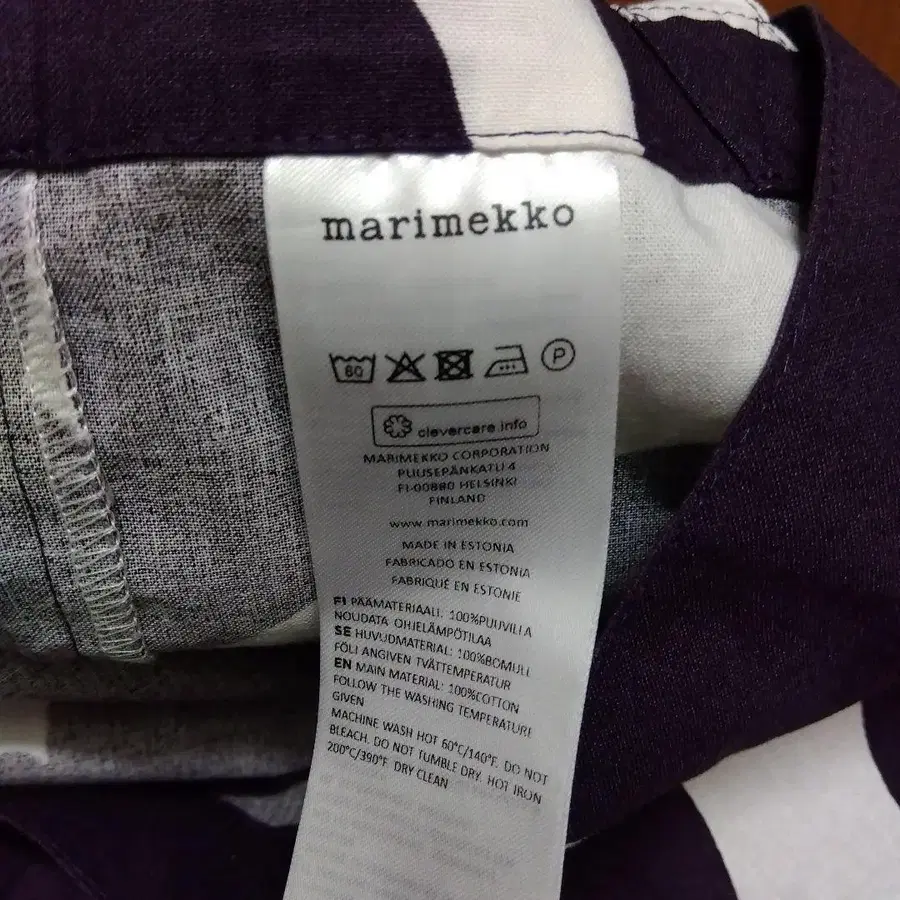 marimekko
60 P
clevercare.info
MARIMEKKO CORPORATION
PUUSEPÄNKATU 4
FI-00880 HELSINKI
FINLAND
www.marimekko.com
MADE IN ESTONIA
FABRICADO EN ESTONIA
FABRIQUÉ EN ESTONIE
FI PÄÄMATERIAALI: 100%PUUVILLA
NOUDATA OHJELÄMPÖTILAA
SE HUVUDMATERIAL: 100%BOMULL
FÖLJ ANGIVEN TVÄTTEMPERATUR
EN MAIN MATERIAL: 100%COTTON
FOLLOW THE WASHING TEMPERATURE
GIVEN
MACHINE WASH HOT 60°C/140°F. DO NOT
BLEACH. DO NOT TUMBLE DRY. HOT IRON
200°C/390°F. DRY CLEAN